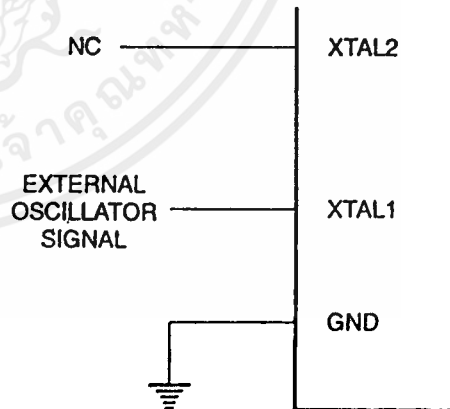 NC
XTAL2
EXTERNAL
OSCILLATOR
SIGNAL
XTAL1
GND